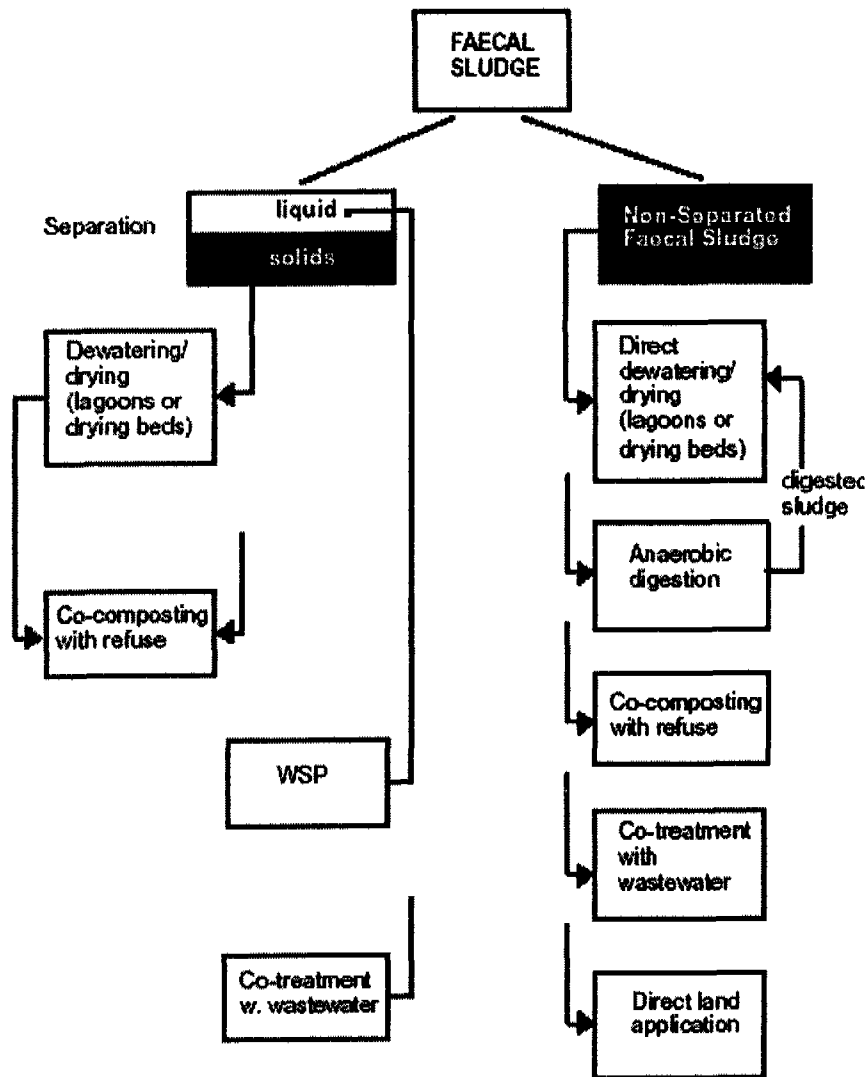 FAECAL
SLUDGE
Separation
liquid
solids
Non-Separated
Faecal Sludge
Dewatering/
drying
(lagoons or
drying beds)
Direct
dewatering/
drying
(lagoons or
drying beds)
digested
sludge
Anaerobic
digestion
Co-composting
with refuse
Co-composting
with refuse
WSP
Co-treatment
with
wastewater
Co-treatment
w. wastewater
Direct land
application